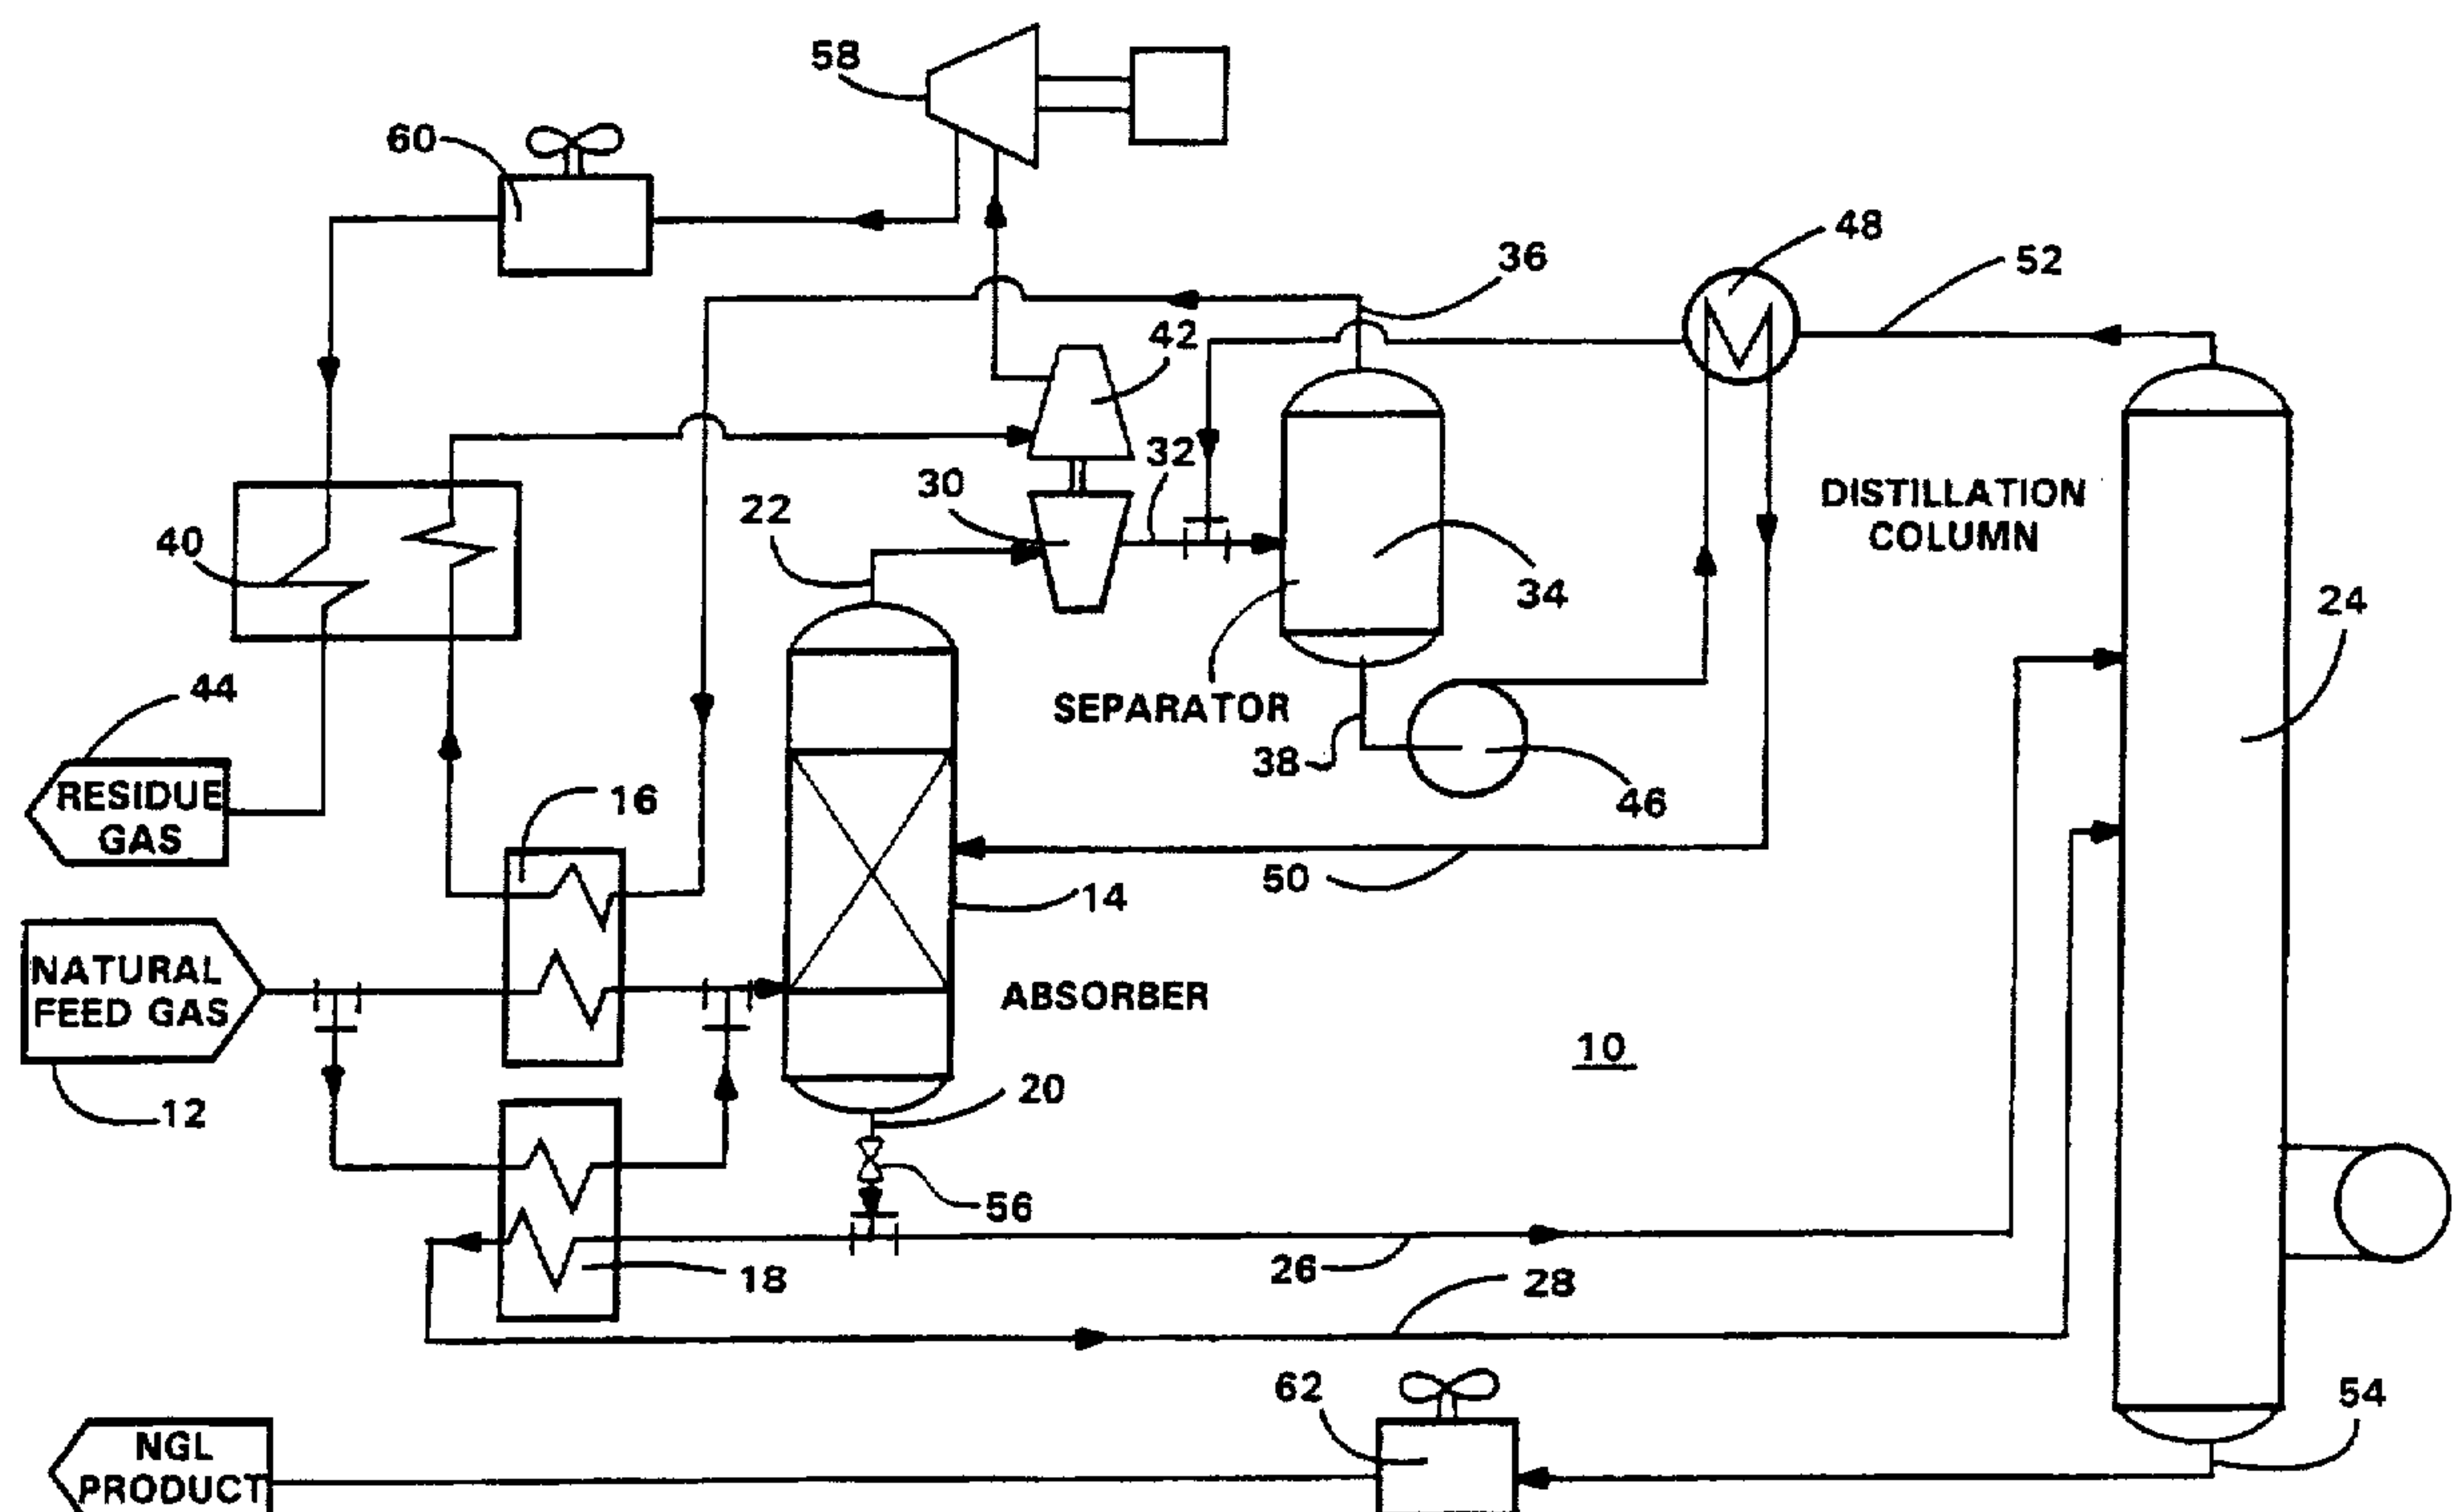 58
60
48
36
52
42
32
30
22
DISTILLATION
COLUMN
40
34
24
44
SEPARATOR
38
46
RESIDUE
GAS
16
50
14
NATURAL
FEED GAS
ABSORBER
10
20
12
56
26
18
28
62
54
NGL
PRODUCT